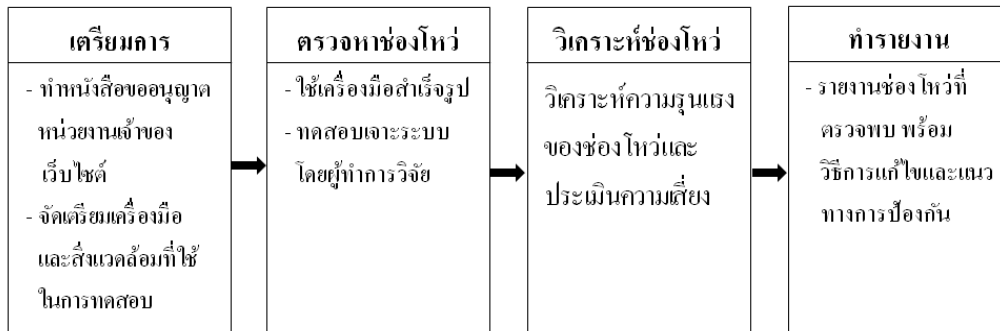 เตรียมการ
- ทำหนังสือขออนุญาต
หน่วยงานเจ้าของ
เว็บไซต์
- จัดเตรียมเครื่องมือ
และสิ่งแวดล้อมที่ใช้
ในการทดสอบ
ตรวจหาช่องโหว่
- ใช้เครื่องมือสำเร็จรูป
- ทดสอบเจาะระบบ
โดยผู้ทำการวิจัย
วิเคราะห์ช่องโหว่
วิเคราะห์ความรุนแรง
ของช่องโหว่และ
ประเมินความเสี่ยง
ทำรายงาน
- รายงานช่องโหว่ที่
ตรวจพบ พร้อม
วิธีการแก้ไขและแนว
ทางการป้องกัน